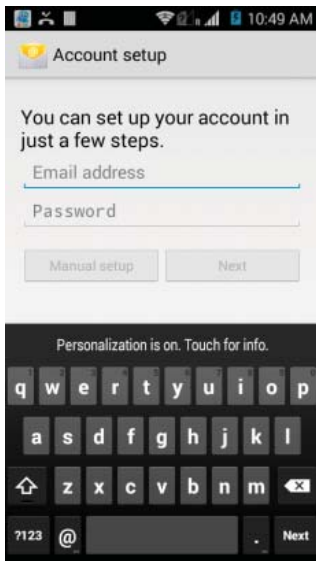 10:49 AM
Account setup
You can set up your account in
just a few steps.
Email address
Password
Manual setup Next
Personalization is on. Touch for info.
q w e r t y u i o p
a s d f g h j k l
z x c v b n m
?123 @ . Next